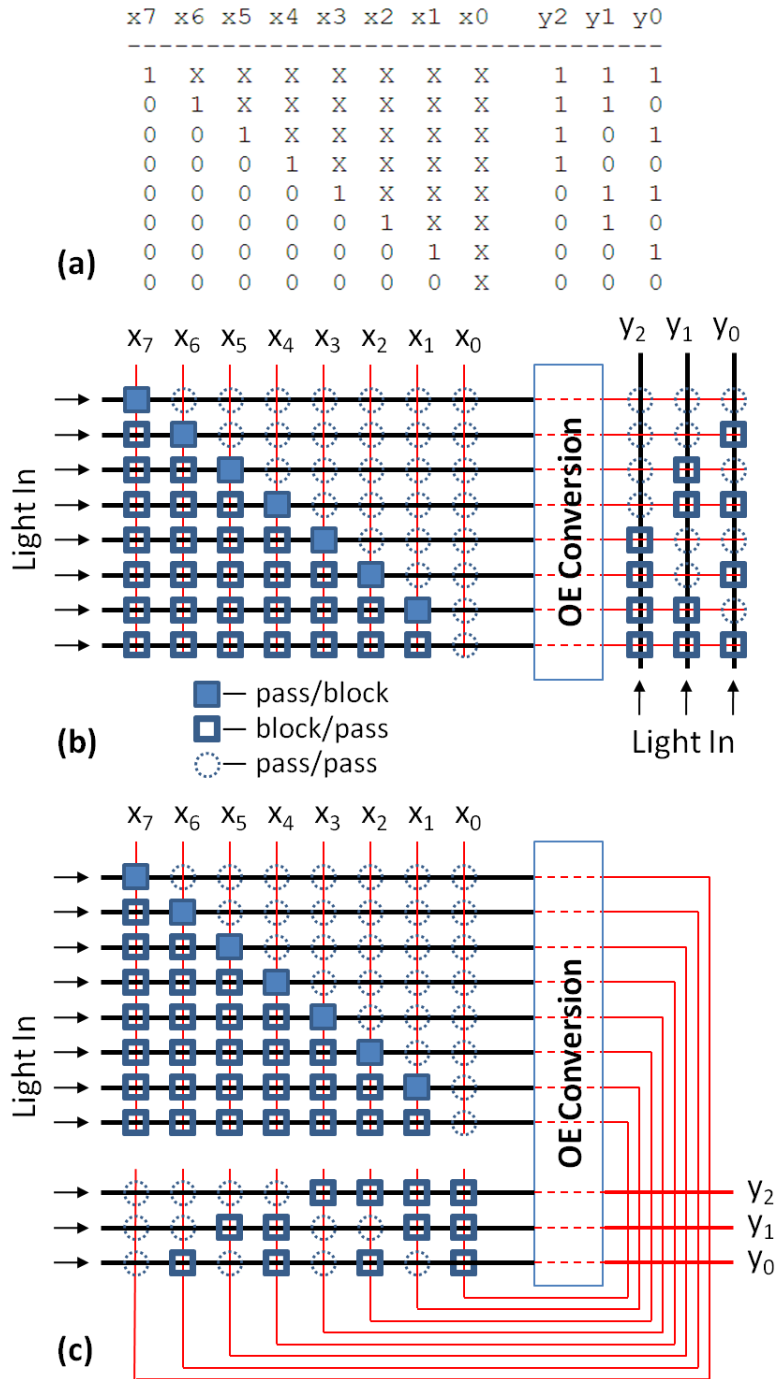 x7 x6 x5 x4 x3 x2 x1 x0 y2 y1 y0
-----------------------------------------
1 X X X X X X X 1 1 1
0 1 X X X X X X 1 1 0
0 0 1 X X X X X 1 0 1
0 0 0 1 X X X X 1 0 0
0 0 0 0 1 X X X 0 1 1
0 0 0 0 0 1 X X 0 1 0
0 0 0 0 0 0 1 X 0 0 1
0 0 0 0 0 0 0 X 0 0 0
(a)
x₇ x₆ x₅ x₄ x₃ x₂ x₁ x₀ y₂ y₁ y₀
Light In
OE Conversion
pass/block
block/pass
pass/pass
Light In
(b)
x₇ x₆ x₅ x₄ x₃ x₂ x₁ x₀
Light In
OE Conversion
y₂
y₁
y₀
(c)